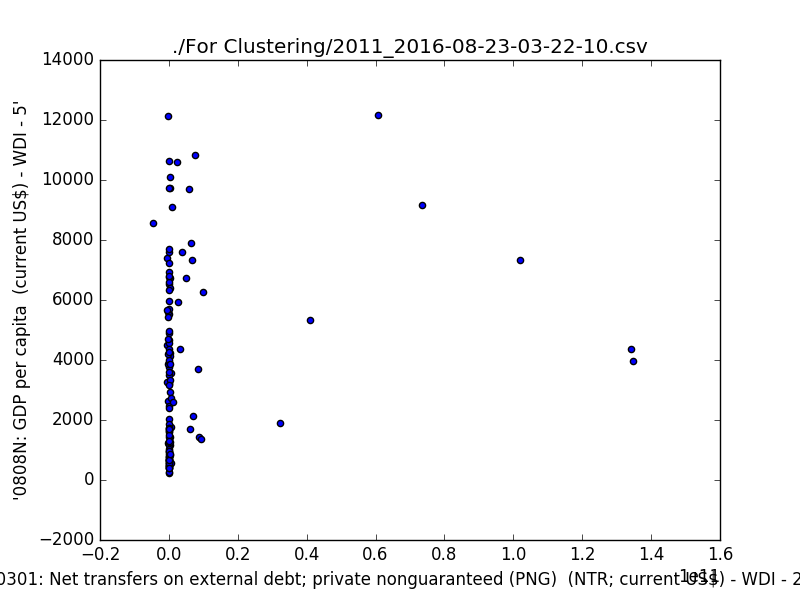 ./For Clustering/2011_2016-08-23-03-22-10.csv
14000
12000
10000
8000
6000
4000
2000
0
−2000
'0808N: GDP per capita (current US$) - WDI - 5'
−0.2 0.0 0.2 0.4 0.6 0.8 1.0 1.2 1.4 1.6
1e11
0301: Net transfers on external debt; private nonguaranteed (PNG) (NTR; current US$) - WDI - 2